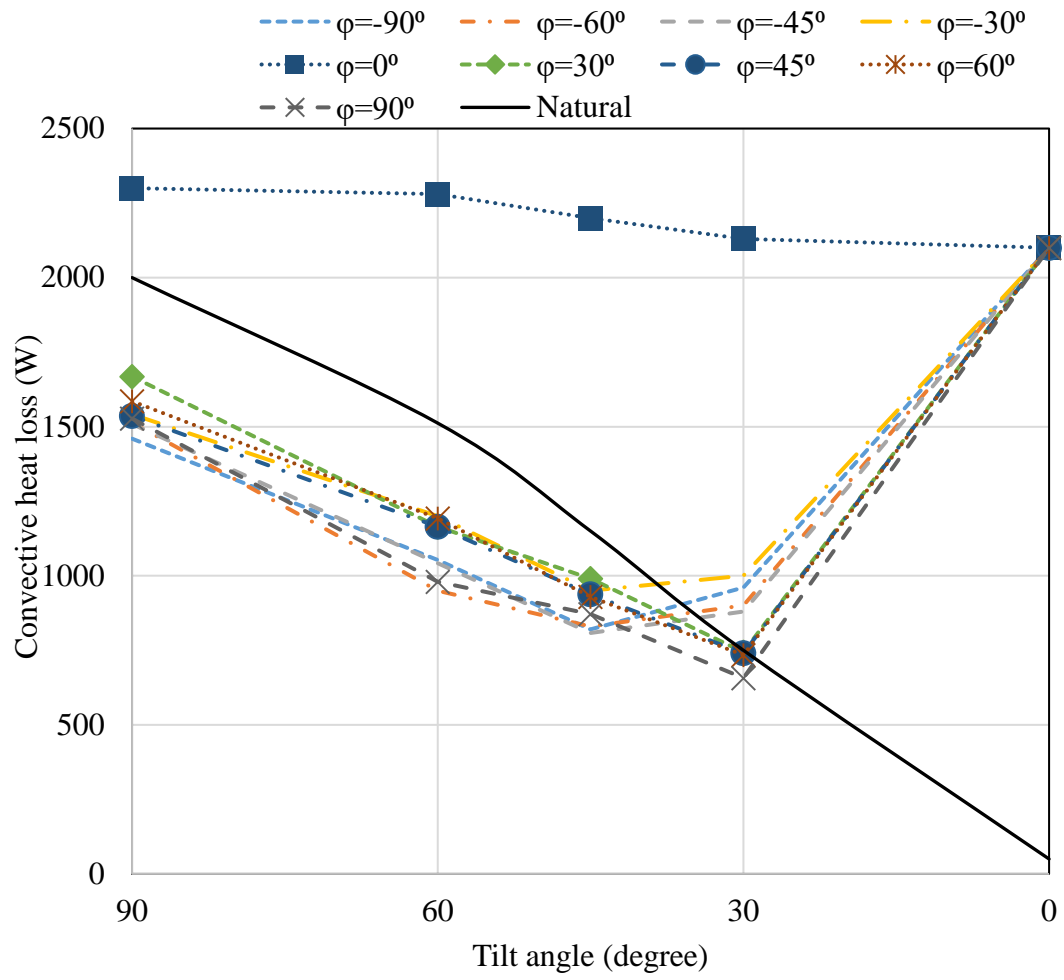 φ=-90º φ=-60º φ=-45º φ=-30º
φ=0º φ=30º φ=45º φ=60º
φ=90º Natural
2500
2000
1500
1000
500
0
Convective heat loss (W)
90 60 30 0
Tilt angle (degree)